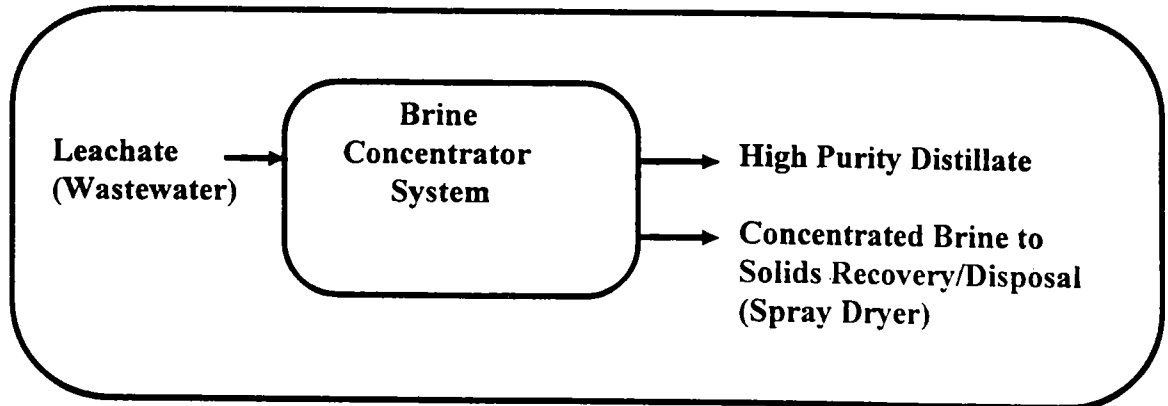 Leachate
(Wastewater)
Brine
Concentrator
System
High Purity Distillate
Concentrated Brine to
Solids Recovery/Disposal
(Spray Dryer)